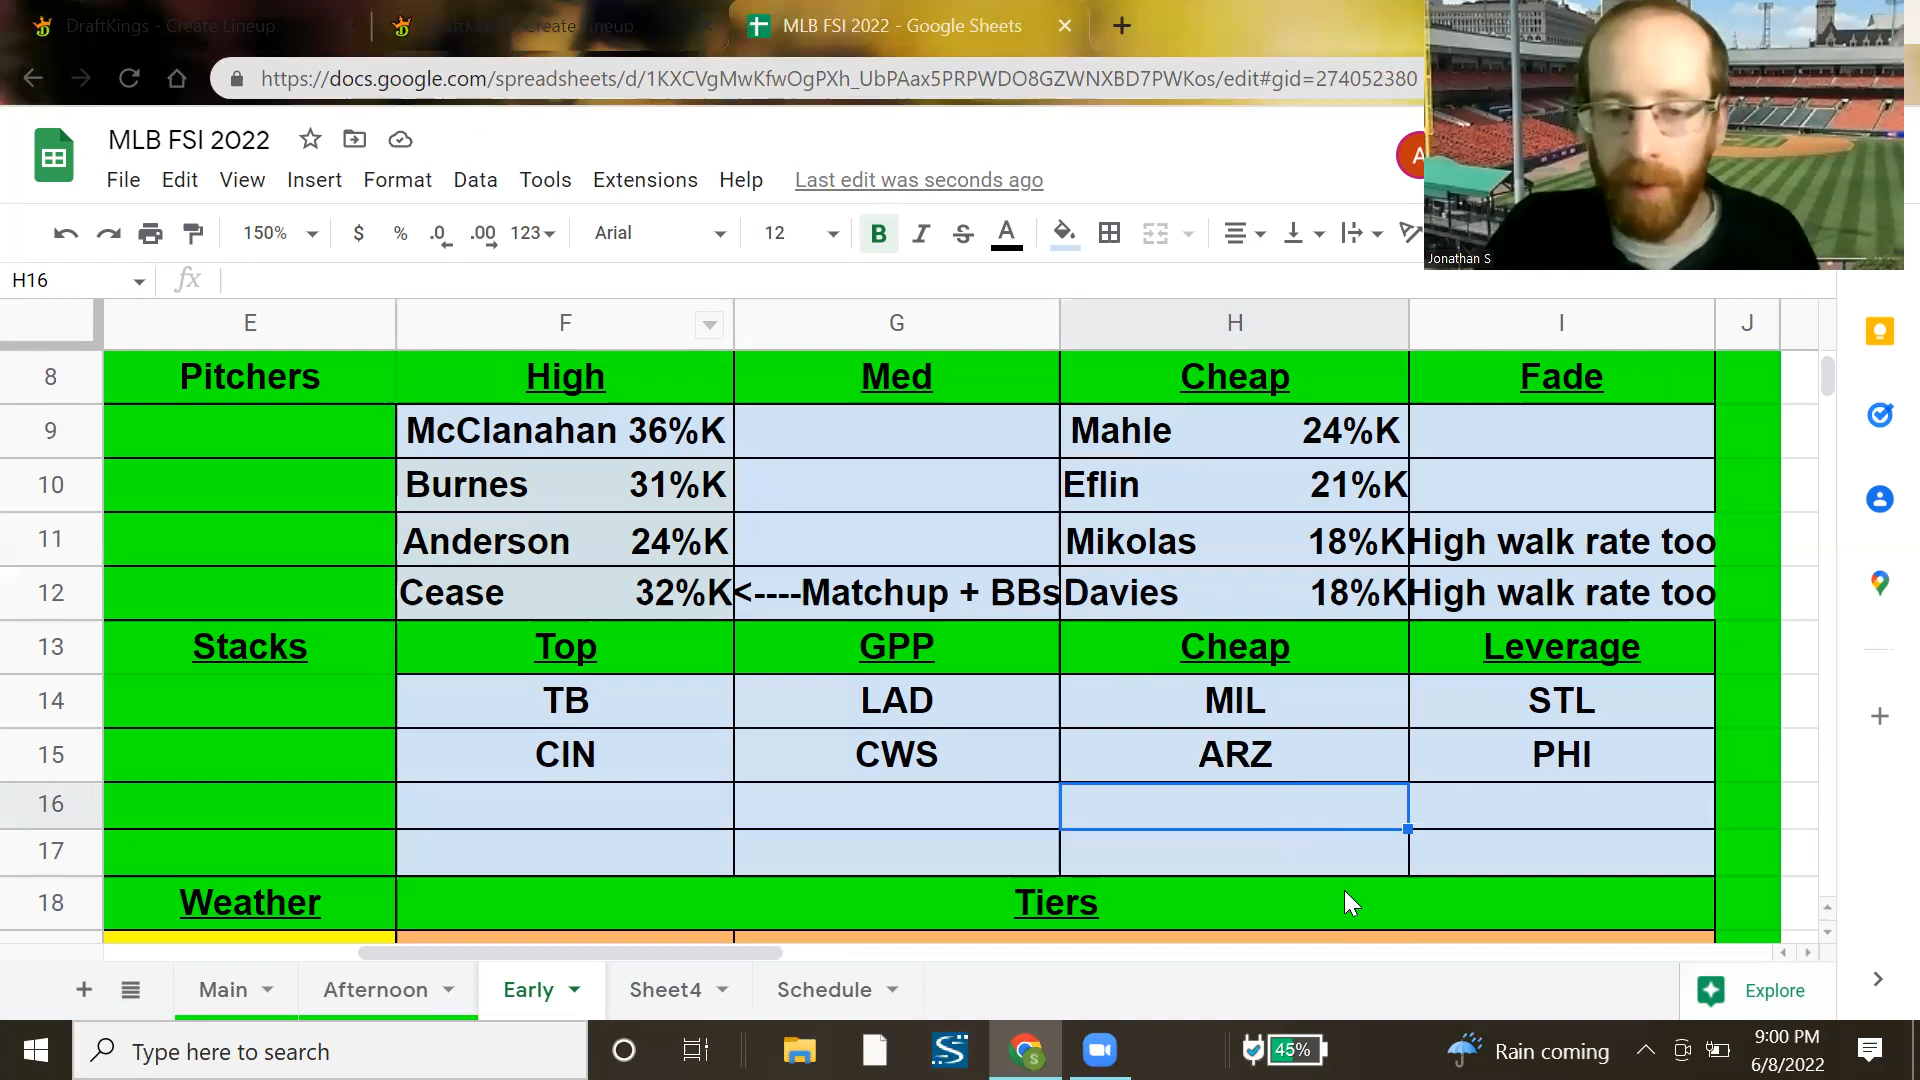 DraftKings - Create Lineup
Create Lineup
MLB FSI 2022 - Google Sheets
https://docs.google.com/spreadsheets/d/1KXCVgMwKfwOgPXh_UbPAax5PRPWDO8GZWNXBD7PWKos/edit#gid=274052380
MLB FSI 2022
File Edit View Insert Format Data Tools Extensions Help Last edit was seconds ago
A
150% $ % .0 .00 123 Arial 12 B I S A
Jonathan S
H16 fx
E F G H I J
8 Pitchers High Med Cheap Fade
9 McClanahan 36%K Mahle 24%K
10 Burnes 31%K Eflin 21%K
11 Anderson 24%K Mikolas 18%K High walk rate too
12 Cease 32%K <----Matchup + BBs Davies 18%K High walk rate too
13 Stacks Top GPP Cheap Leverage
14 TB LAD MIL STL
15 CIN CWS ARZ PHI
16
17
18 Weather Tiers
Main Afternoon Early Sheet4 Schedule Explore
Type here to search
S
45%
Rain coming
9:00 PM
6/8/2022